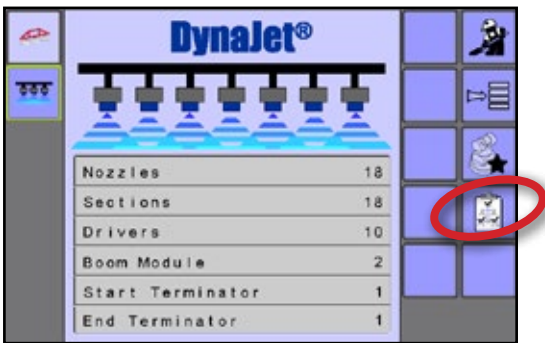 DynaJet®
Nozzles 18
Sections 18
Drivers 10
Boom Module 2
Start Terminator 1
End Terminator 1